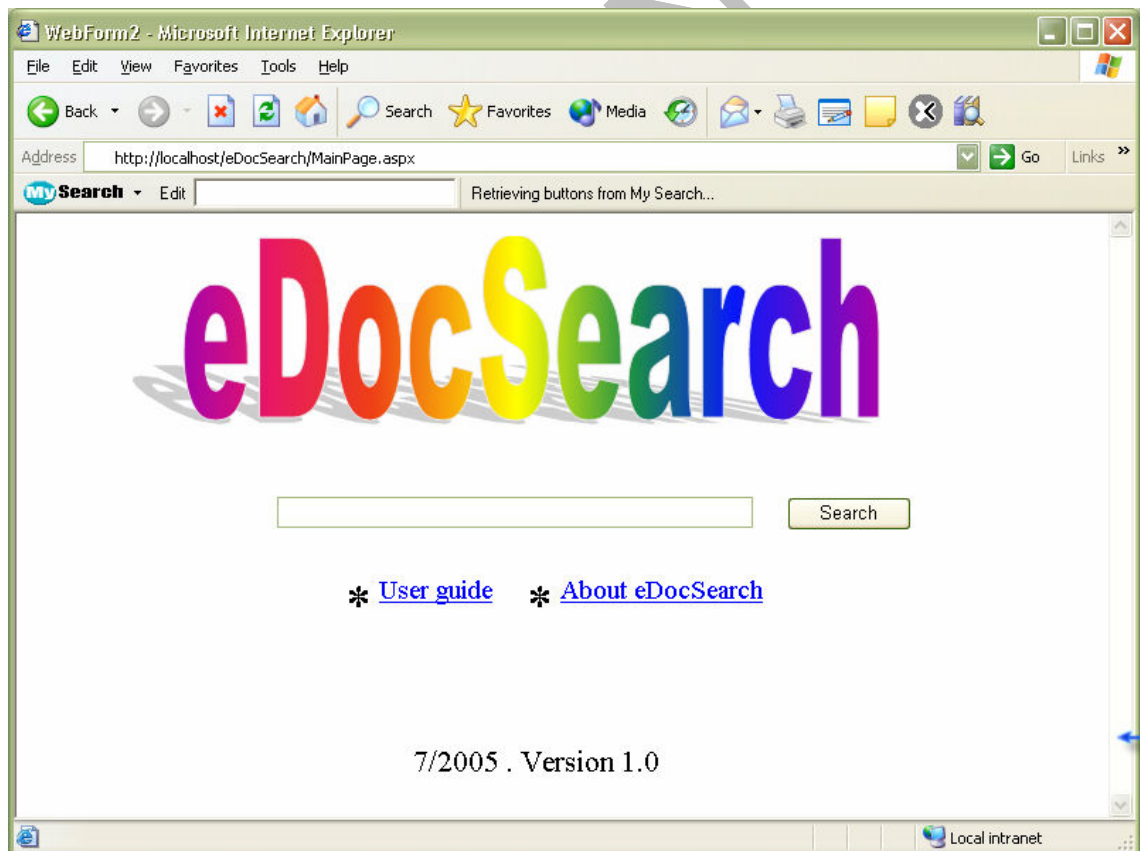 WebForm2 - Microsoft Internet Explorer
File Edit View Favorites Tools Help
Back Search Favorites Media
Address http://localhost/eDocSearch/MainPage.aspx Go Links »
My Search Edit Retrieving buttons from My Search...
eDocSearch
Search
* User guide * About eDocSearch
7/2005 . Version 1.0
Local intranet